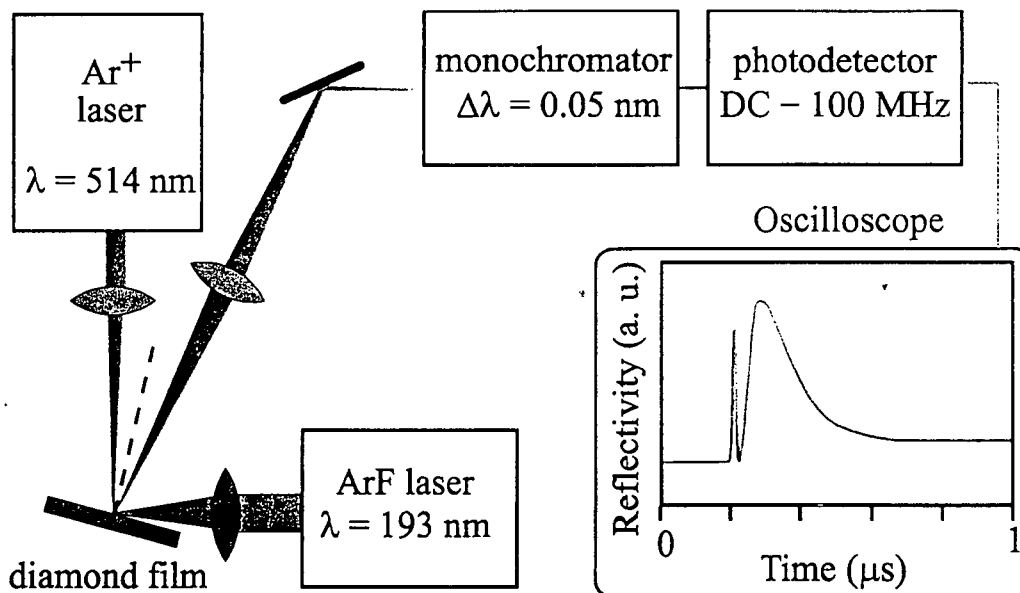 Ar⁺
laser
λ = 514 nm
monochromator
Δλ = 0.05 nm
photodetector
DC − 100 MHz
Oscilloscope
Reflectivity (a. u.)
0
1
Time (μs)
ArF laser
λ = 193 nm
diamond film